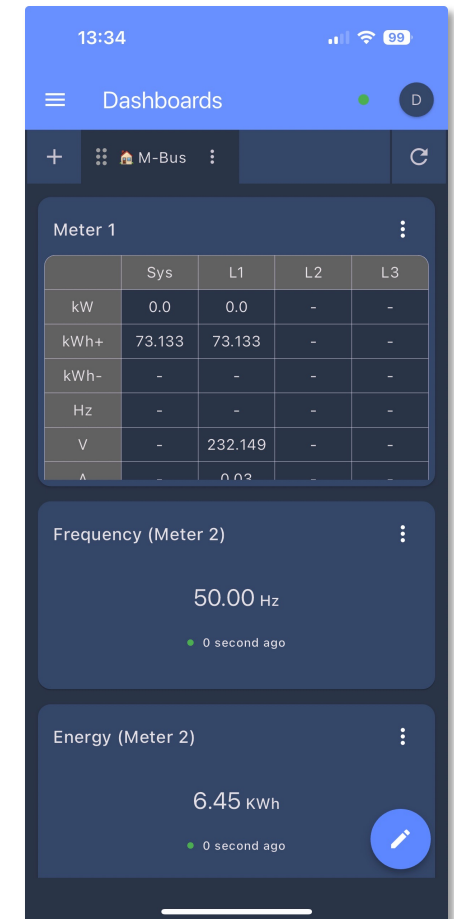 13:34 99
Dashboards D
+ M-Bus
Meter 1
Sys L1 L2 L3
kW 0.0 0.0 - -
kWh+ 73.133 73.133 - -
kWh- - - - -
Hz - - - -
V - 232.149 - -
A - 0.03 - -
Frequency (Meter 2)
50.00 Hz
0 second ago
Energy (Meter 2)
6.45 KWh
0 second ago